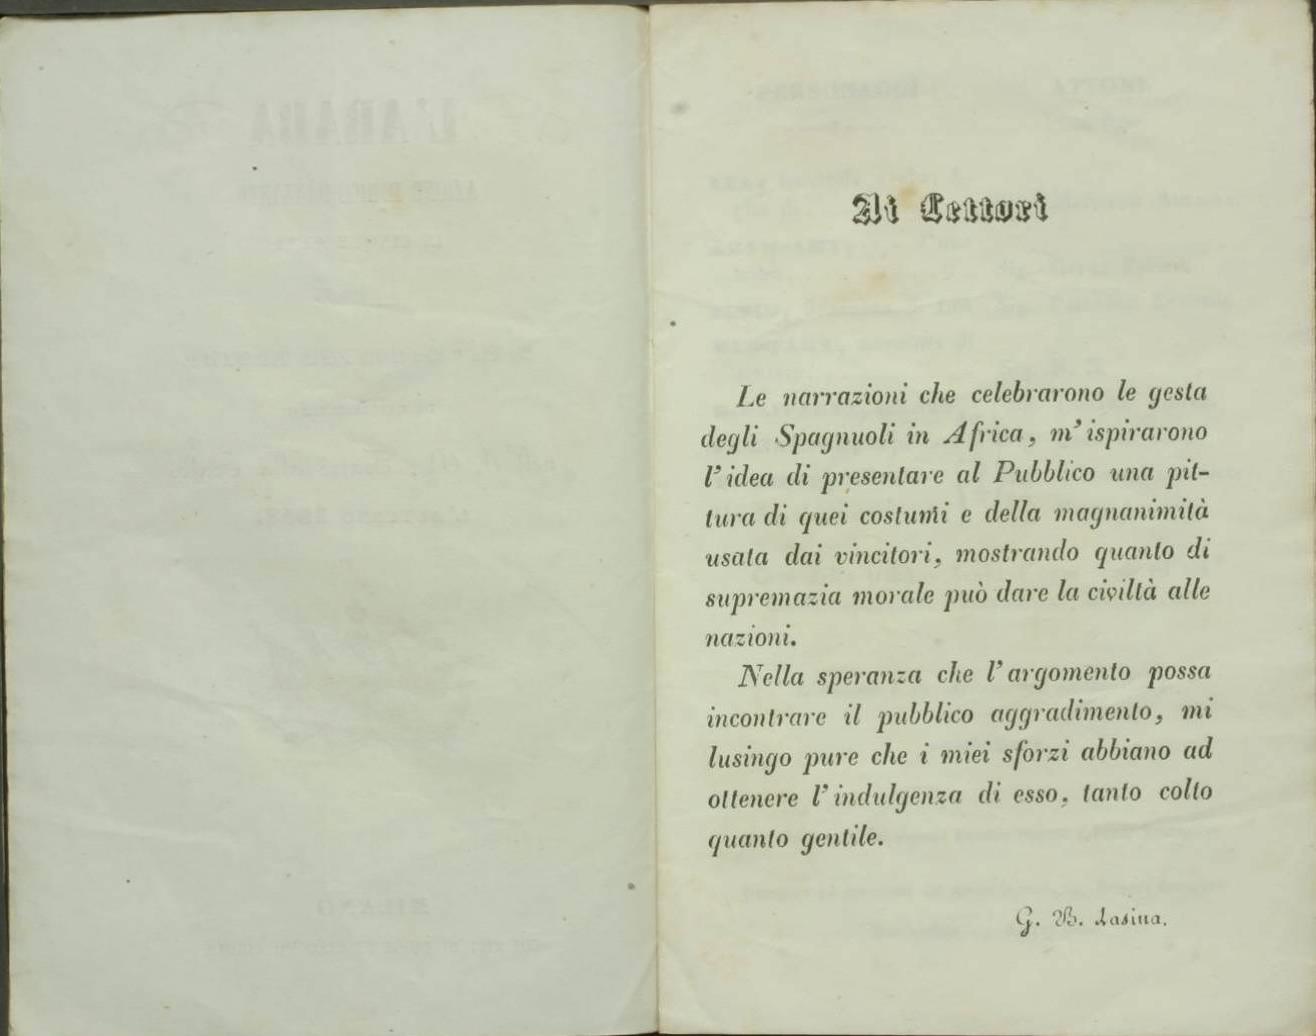 Ai Lettori
Le narrazioni che celebrarono le gesta
degli Spagnuoli in Africa, m'ispirarono
l'idea di presentare al Pubblico una pit-
tura di quei costumi e della magnanimità
usata dai vincitori, mostrando quanto di
supremazia morale può dare la civiltà alle
nazioni.
Nella speranza che l'argomento possa
incontrare il pubblico aggradimento, mi
lusingo pure che i miei sforzi abbiano ad
ottenere l'indulgenza di esso, tanto colto
quanto gentile.
G. B. Lasina.